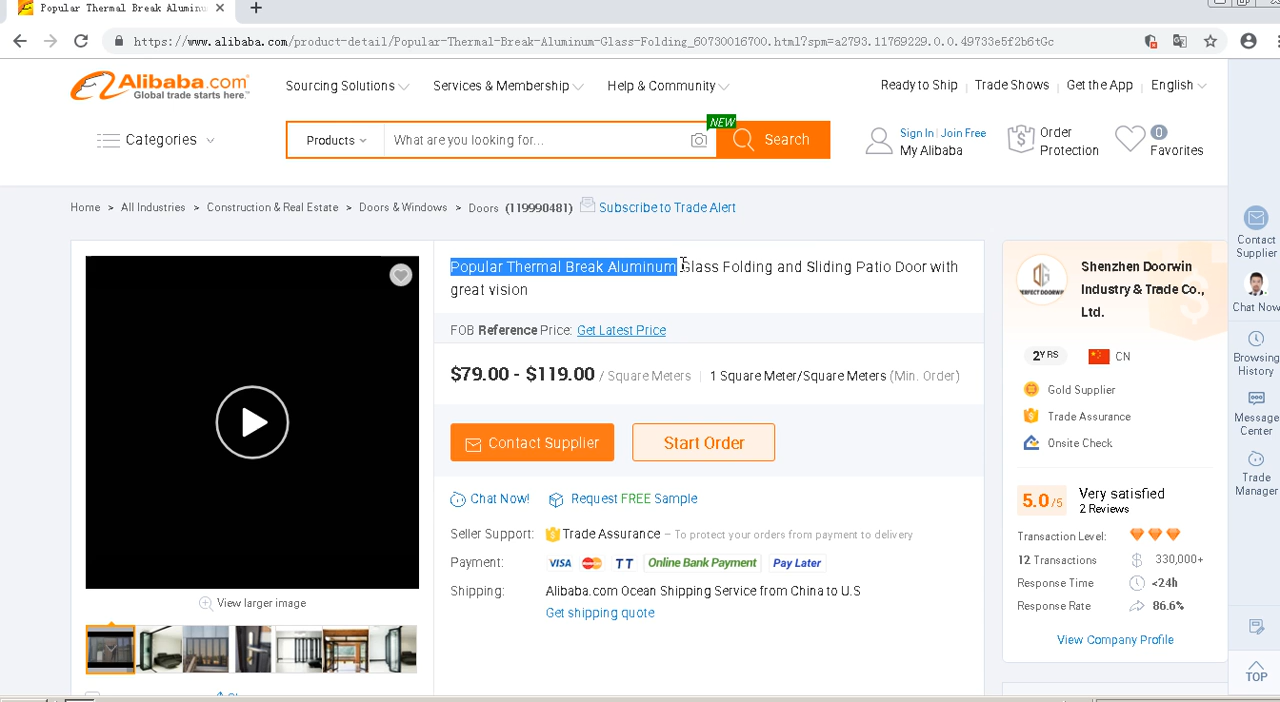 Popular Thermal Break Aluminu
https://www.alibaba.com/product-detail/Popular-Thermal-Break-Aluminum-Glass-Folding_60730016700.html?spm=a2793.11769229.0.0.49733e5f2b6tGc
Alibaba.com
Global trade starts here.™
Sourcing Solutions
Services & Membership
Help & Community
Ready to Ship
Trade Shows
Get the App
English
Categories
Products
What are you looking for...
NEW
Search
Sign In | Join Free
My Alibaba
Order
Protection
0
Favorites
Home > All Industries > Construction & Real Estate > Doors & Windows > Doors (119990481) Subscribe to Trade Alert
Popular Thermal Break Aluminum Glass Folding and Sliding Patio Door with
great vision
FOB Reference Price: Get Latest Price
$79.00 - $119.00 / Square Meters | 1 Square Meter/Square Meters (Min. Order)
Contact Supplier
Start Order
Chat Now!
Request FREE Sample
Seller Support: Trade Assurance – To protect your orders from payment to delivery
Payment: VISA TT Online Bank Payment Pay Later
Shipping: Alibaba.com Ocean Shipping Service from China to U.S
Get shipping quote
View larger image
PERFECT DOORWIN
Shenzhen Doorwin
Industry & Trade Co.,
Ltd.
2YRS CN
Gold Supplier
Trade Assurance
Onsite Check
5.0/5
Very satisfied
2 Reviews
Transaction Level:
12 Transactions 330,000+
Response Time <24h
Response Rate 86.6%
View Company Profile
Contact
Supplier
Chat Now
Browsing
History
Message
Center
Trade
Manager
TOP